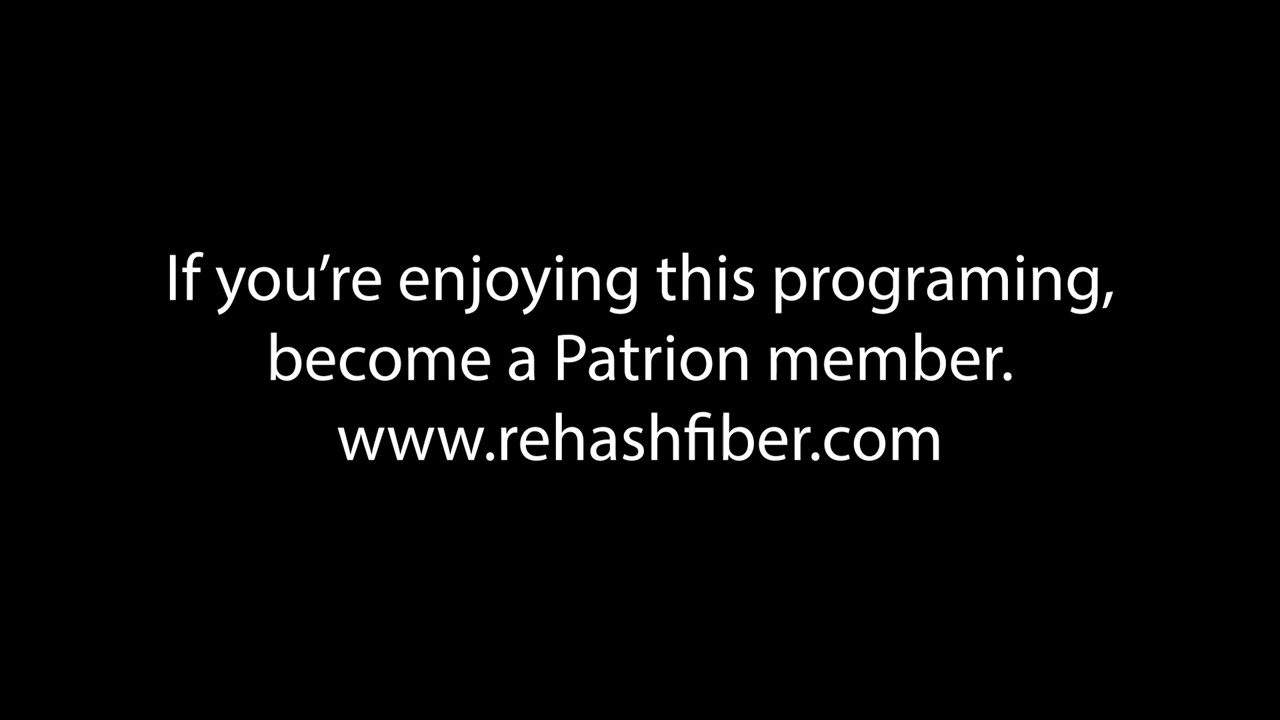 If you’re enjoying this programing,
become a Patrion member.
www.rehashfiber.com